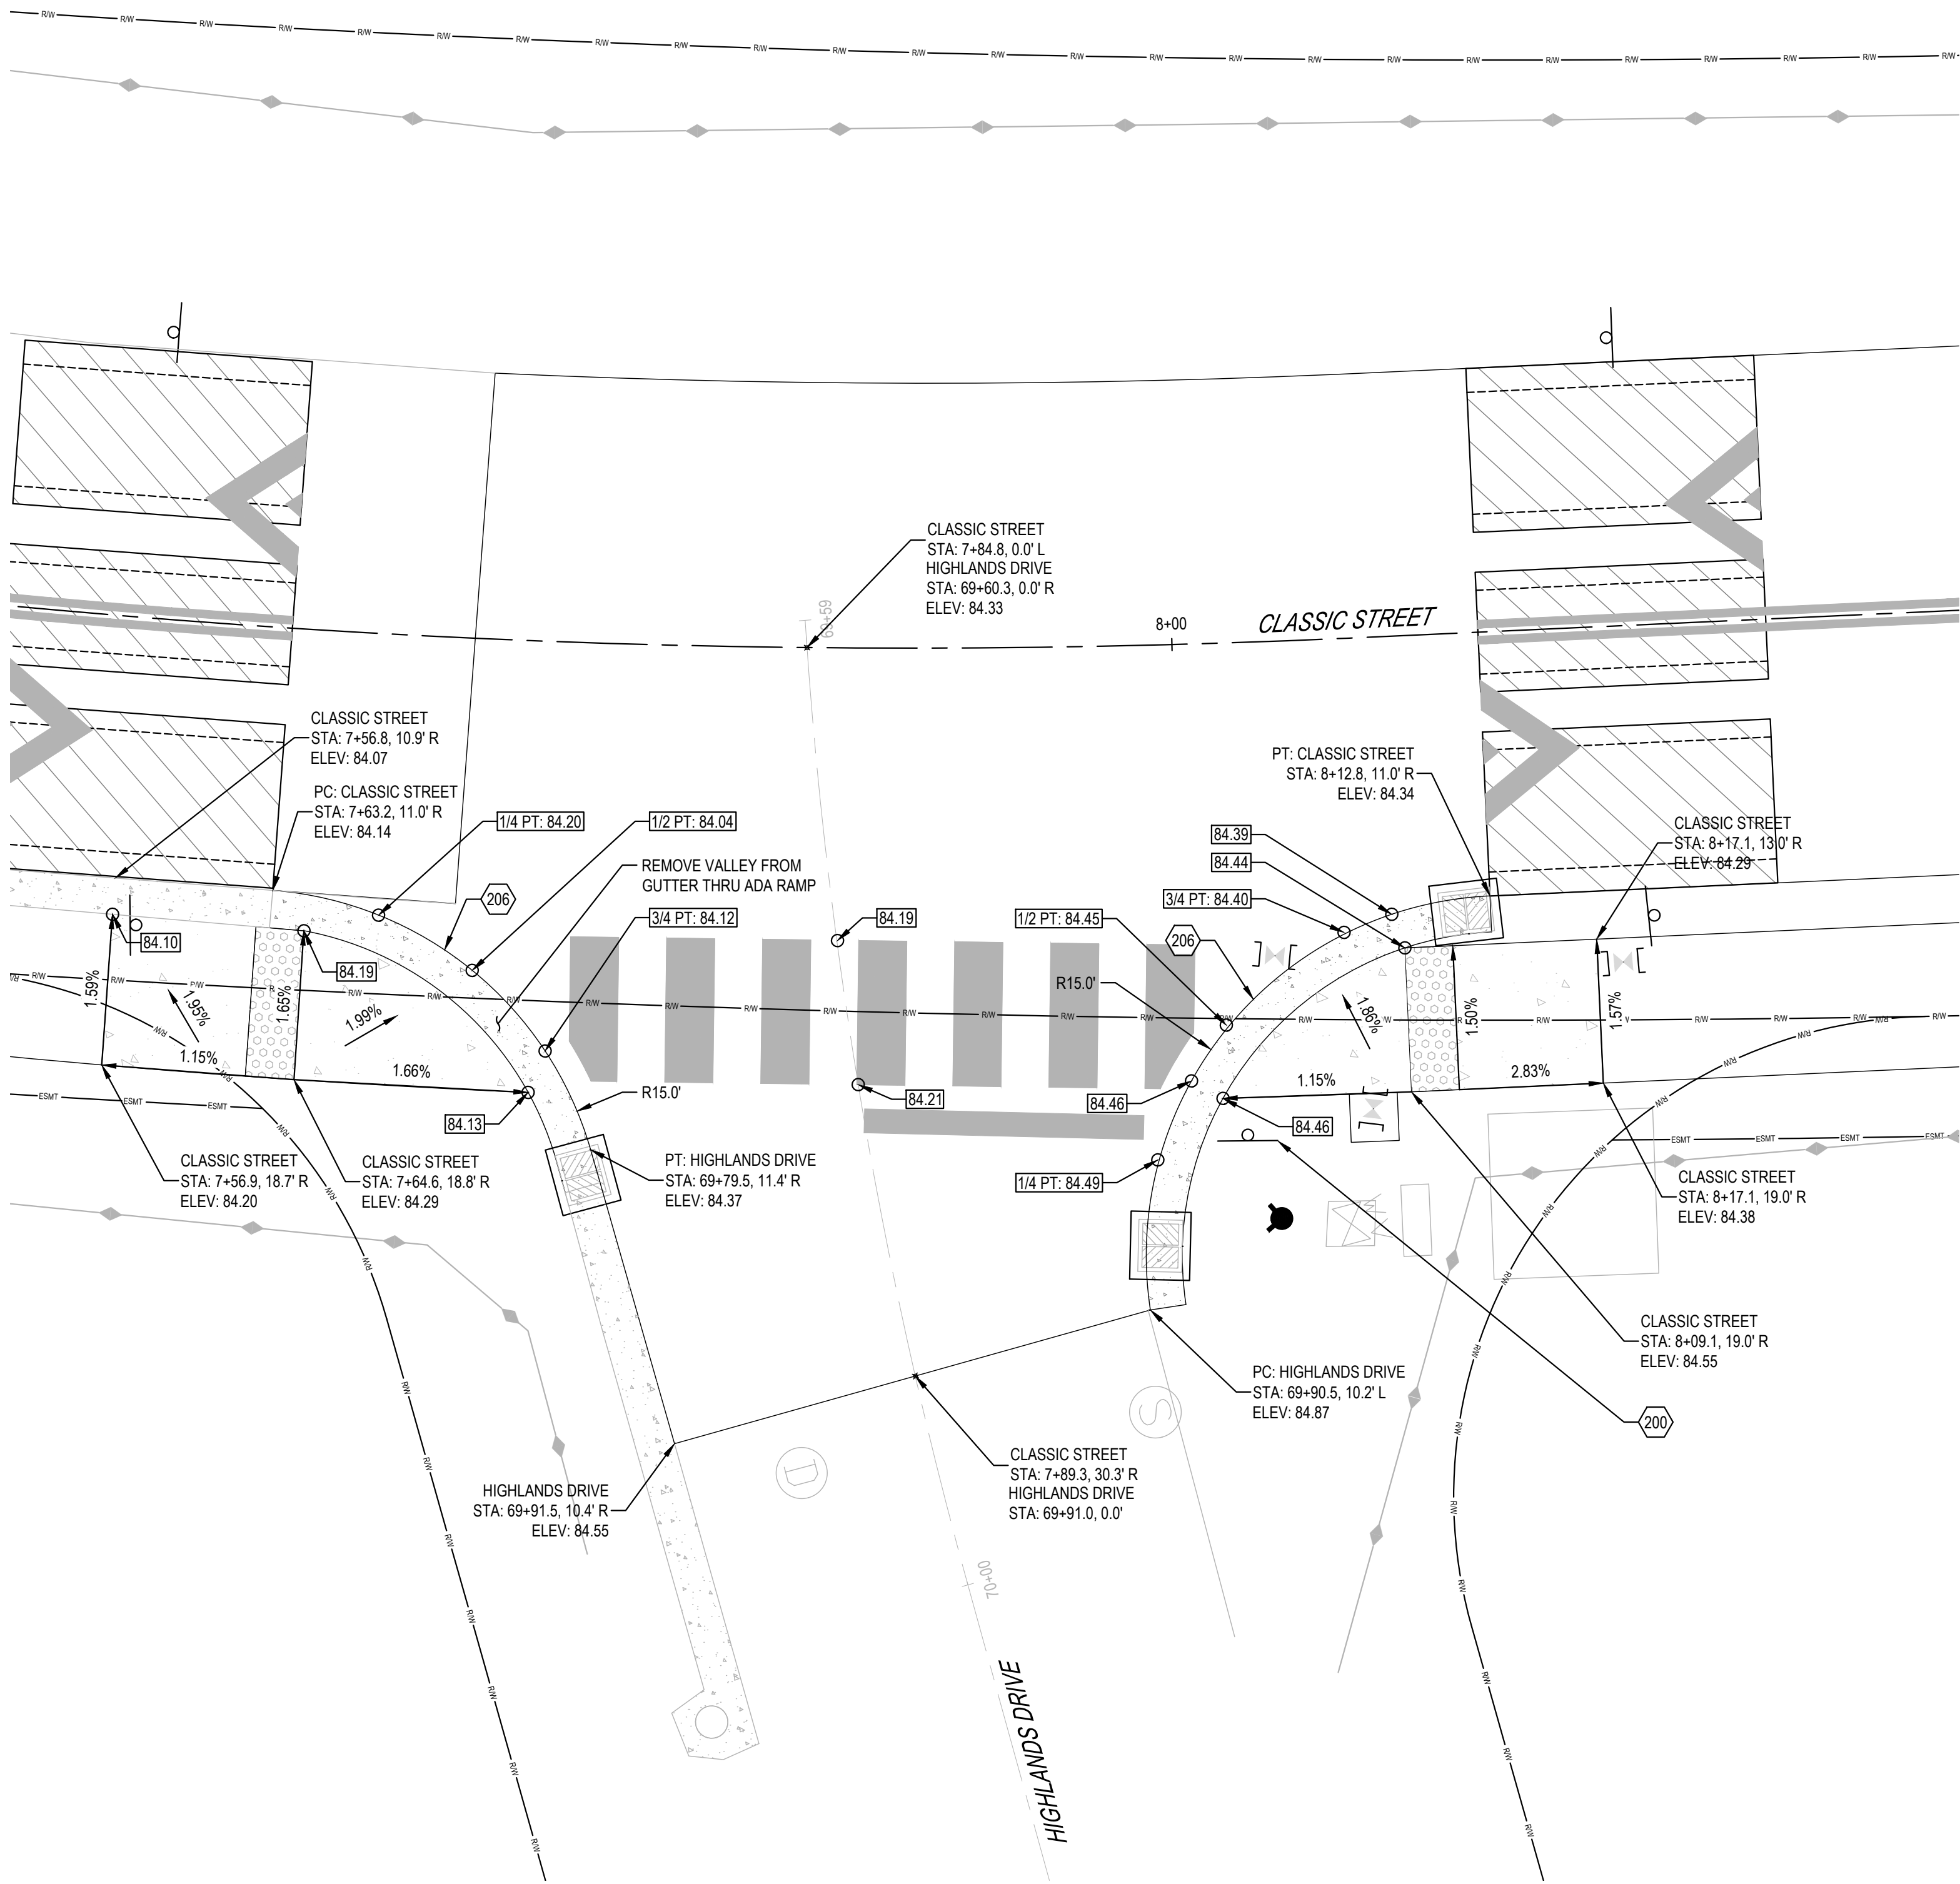 R/W R/W R/W R/W R/W R/W R/W R/W R/W R/W R/W R/W R/W R/W R/W R/W R/W R/W R/W R/W R/W R/W R/W R/W R/W
CLASSIC STREET
STA: 7+84.8, 0.0' L
HIGHLANDS DRIVE
STA: 69+60.3, 0.0' R
ELEV: 84.33
69+59
8+00
CLASSIC STREET
CLASSIC STREET
STA: 7+56.8, 10.9' R
ELEV: 84.07
PC: CLASSIC STREET
STA: 7+63.2, 11.0' R
ELEV: 84.14
1/4 PT: 84.20
1/2 PT: 84.04
REMOVE VALLEY FROM
GUTTER THRU ADA RAMP
206
3/4 PT: 84.12
84.19
PT: CLASSIC STREET
STA: 8+12.8, 11.0' R
ELEV: 84.34
84.39
84.44
3/4 PT: 84.40
1/2 PT: 84.45
206
R15.0'
CLASSIC STREET
STA: 8+17.1, 13.0' R
ELEV: 84.29
84.10
84.19
1.59%
1.95%
1.65%
1.99%
1.15%
1.66%
R/W R/W R/W R/W R/W R/W R/W R/W R/W R/W R/W R/W R/W R/W R/W R/W R/W R/W R/W
1.86%
1.50%
1.57%
1.15%
2.83%
ESMT ESMT ESMT
84.13
R15.0'
84.21
84.46
84.46
1/4 PT: 84.49
ESMT ESMT ESMT ESMT
CLASSIC STREET
STA: 7+56.9, 18.7' R
ELEV: 84.20
CLASSIC STREET
STA: 7+64.6, 18.8' R
ELEV: 84.29
PT: HIGHLANDS DRIVE
STA: 69+79.5, 11.4' R
ELEV: 84.37
CLASSIC STREET
STA: 8+17.1, 19.0' R
ELEV: 84.38
CLASSIC STREET
STA: 8+09.1, 19.0' R
ELEV: 84.55
PC: HIGHLANDS DRIVE
STA: 69+90.5, 10.2' L
ELEV: 84.87
200
S
D
CLASSIC STREET
STA: 7+89.3, 30.3' R
HIGHLANDS DRIVE
STA: 69+91.0, 0.0'
HIGHLANDS DRIVE
STA: 69+91.5, 10.4' R
ELEV: 84.55
70+00
HIGHLANDS DRIVE
R/W R/W R/W R/W R/W R/W R/W R/W R/W R/W R/W
R/W R/W R/W R/W R/W R/W R/W R/W R/W R/W R/W R/W R/W